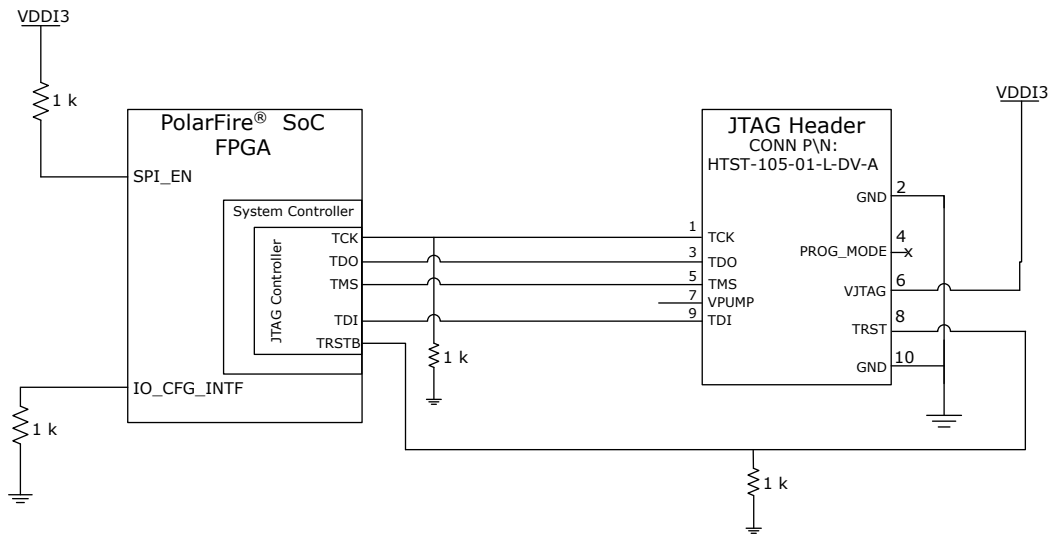 VDDI3
1 k
PolarFire® SoC
FPGA
SPI_EN
System Controller
JTAG Controller
TCK
TDO
TMS
TDI
TRSTB
IO_CFG_INTF
1 k
1 k
1 k
JTAG Header
CONN P\N:
HTST-105-01-L-DV-A
1 TCK
3 TDO
5 TMS
7 VPUMP
9 TDI
GND 2
PROG_MODE 4
x
VJTAG 6
TRST 8
GND 10
VDDI3